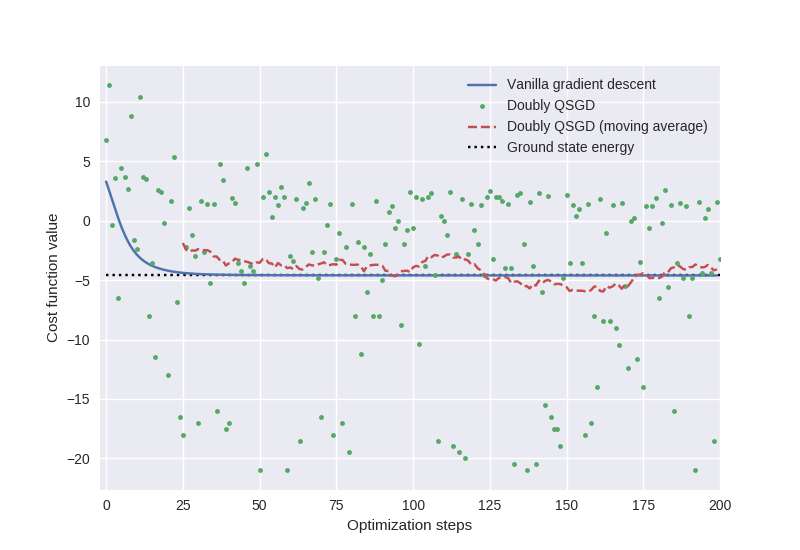 Vanilla gradient descent
Doubly QSGD
Doubly QSGD (moving average)
Ground state energy
Cost function value
10
5
0
−5
−10
−15
−20
0 25 50 75 100 125 150 175 200
Optimization steps